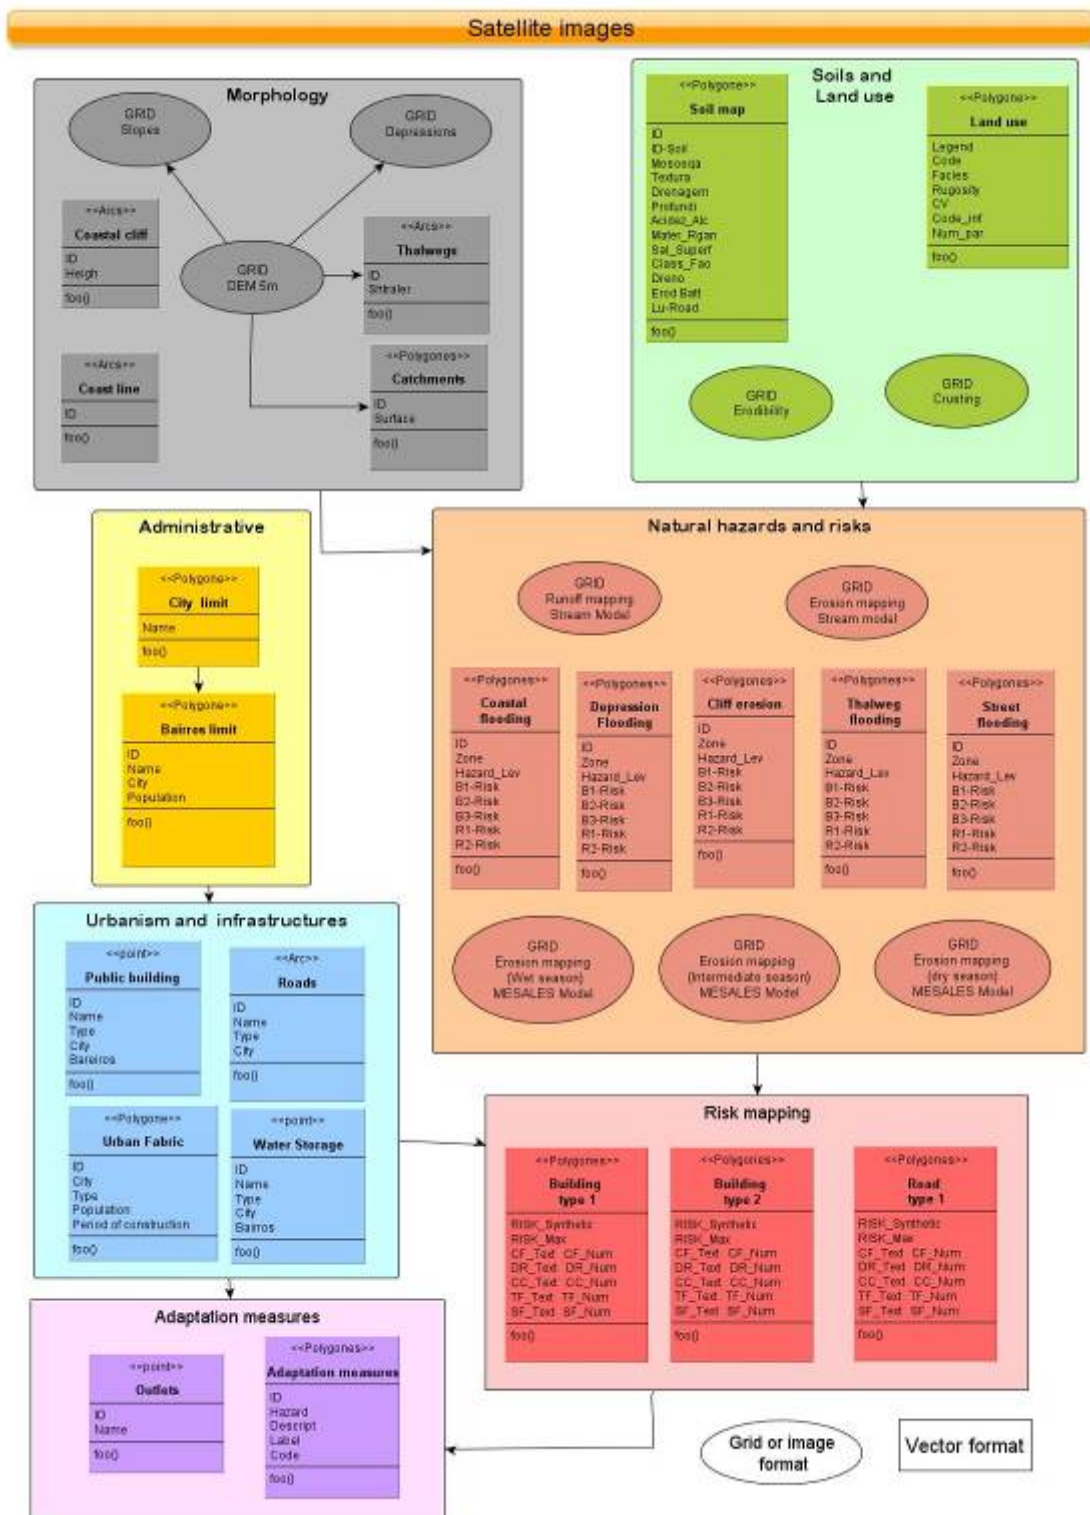 Satellite images
Morphology
GRID
Slopes
GRID
Depressions
<<Arcs>>
Coastal cliff
ID
Heigh
foo()
GRID
DEM 5m
<<Arcs>>
Thalwegs
ID
Shtraler
foo()
<<Arcs>>
Coast line
ID
foo()
<<Polygones>>
Catchments
ID
Surface
foo()
Soils and
Land use
<<Polygone>>
Soil map
ID
ID-Soil
Mosooqa
Textura
Drenagem
Profundi
Acidez_Alc
Mater_Rgan
Sal_Superf
Class_Fao
Dreno
Erod Batt
Lu-Road
foo()
<<Polygone>>
Land use
Legend
Code
Facies
Rugosity
CV
Code_inf
Num_par
foo()
GRID
Erodibility
GRID
Crusting
Administrative
<<Polygone>>
City limit
Name
foo()
<<Polygone>>
Bairros limit
ID
Name
City
Population
foo()
Natural hazards and risks
GRID
Runoff mapping
Stream Model
GRID
Erosion mapping
Stream model
<<Polygones>>
Coastal
flooding
ID
Zone
Hazard_Lev
B1-Risk
B2-Risk
B3-Risk
R1-Risk
R2-Risk
foo()
<<Polygones>>
Depression
Flooding
ID
Zone
Hazard_Lev
B1-Risk
B2-Risk
B3-Risk
R1-Risk
R2-Risk
foo()
<<Polygones>>
Cliff erosion
ID
Zone
Hazard_Lev
B1-Risk
B2-Risk
B3-Risk
R1-Risk
R2-Risk
foo()
<<Polygones>>
Thalweg
flooding
ID
Zone
Hazard_Lev
B1-Risk
B2-Risk
B3-Risk
R1-Risk
R2-Risk
foo()
<<Polygones>>
Street
flooding
ID
Zone
Hazard_Lev
B1-Risk
B2-Risk
B3-Risk
R1-Risk
R2-Risk
foo()
GRID
Erosion mapping
(Wet season)
MESALES Model
GRID
Erosion mapping
(Intermediate season)
MESALES Model
GRID
Erosion mapping
(dry season)
MESALES Model
Urbanism and infrastructures
<<point>>
Public building
ID
Name
Type
City
Bareiros
foo()
<<Arc>>
Roads
ID
Name
Type
City
foo()
<<Polygone>>
Urban Fabric
ID
City
Type
Population
Period of construction
foo()
<<point>>
Water Storage
ID
Name
Type
City
Bairros
foo()
Risk mapping
<<Polygones>>
Building
type 1
RISK_Synthetic
RISK_Max
CF_Text CF_Num
DR_Text DR_Num
CC_Text CC_Num
TF_Text TF_Num
SF_Text SF_Num
foo()
<<Polygones>>
Building
type 2
RISK_Synthetic
RISK_Max
CF_Text CF_Num
DR_Text DR_Num
CC_Text CC_Num
TF_Text TF_Num
SF_Text SF_Num
foo()
<<Polygones>>
Road
type 1
RISK_Synthetic
RISK_Max
CF_Text CF_Num
DR_Text DR_Num
CC_Text CC_Num
TF_Text TF_Num
SF_Text SF_Num
foo()
Adaptation measures
<<point>>
Outlets
ID
Name
foo()
<<Polygones>>
Adaptation measures
ID
Hazard
Descript
Label
Code
foo()
Grid or image
format
Vector format